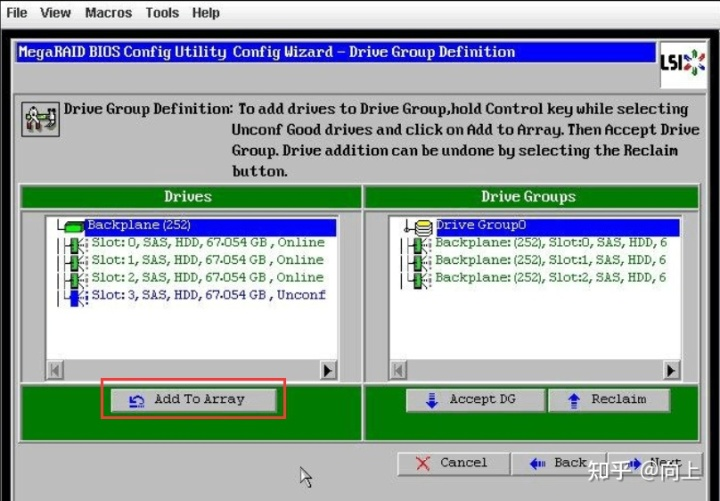 File View Macros Tools Help
MegaRAID BIOS Config Utility Config Wizard - Drive Group Definition
LSI
Drive Group Definition: To add drives to Drive Group,hold Control key while selecting
Unconf Good drives and click on Add to Array. Then Accept Drive
Group. Drive addition can be undone by selecting the Reclaim
button.
Drives
Drive Groups
Backplane (252)
Slot: 0, SAS, HDD, 67.054 GB , Online
Slot: 1, SAS, HDD, 67.054 GB , Online
Slot: 2, SAS, HDD, 67.054 GB , Online
Slot: 3, SAS, HDD, 67.054 GB , Unconf
Drive Group0
Backplane: (252), Slot:0, SAS, HDD, 6
Backplane: (252), Slot:1, SAS, HDD, 6
Backplane: (252), Slot:2, SAS, HDD, 6
Add To Array
Accept DG
Reclaim
Cancel
Back
Next
知乎 @尚上